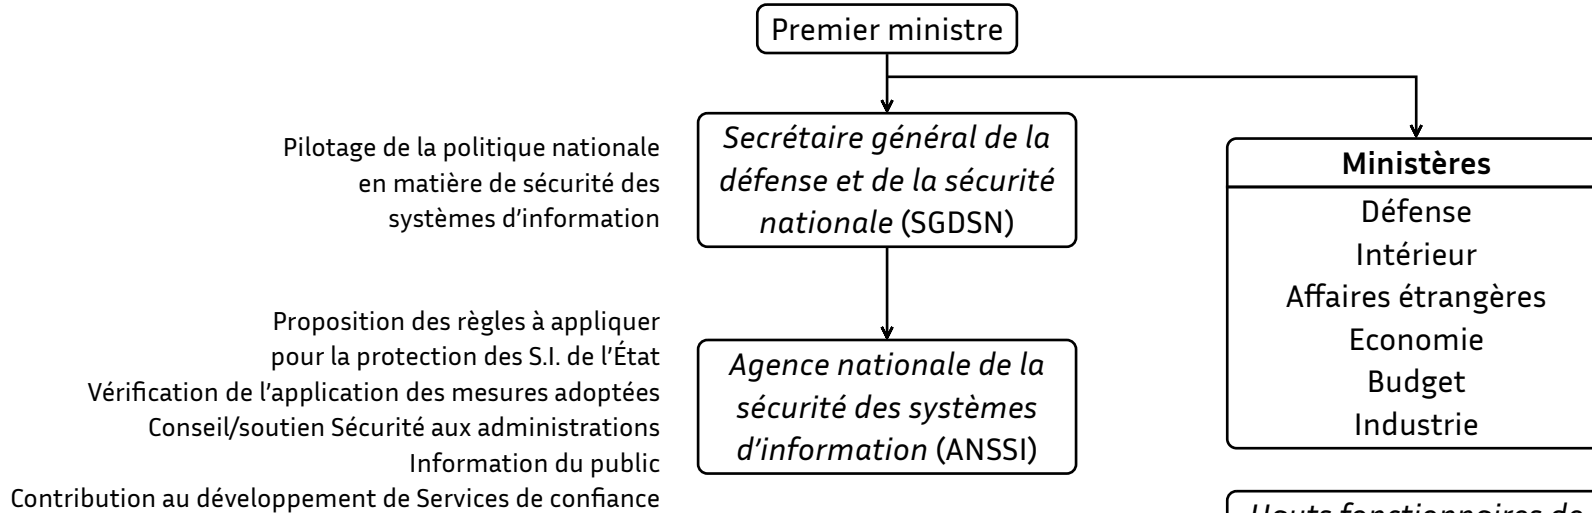 Premier ministre
Pilotage de la politique nationale
en matière de sécurité des
systèmes d'information
Secrétaire général de la
défense et de la sécurité
nationale (SGDSN)
Ministères
Défense
Intérieur
Affaires étrangères
Economie
Budget
Industrie
Proposition des règles à appliquer
pour la protection des S.I. de l'État
Vérification de l'application des mesures adoptées
Conseil/soutien Sécurité aux administrations
Information du public
Contribution au développement de Services de confiance
Agence nationale de la
sécurité des systèmes
d'information (ANSSI)
Hauts fonctionnaires de